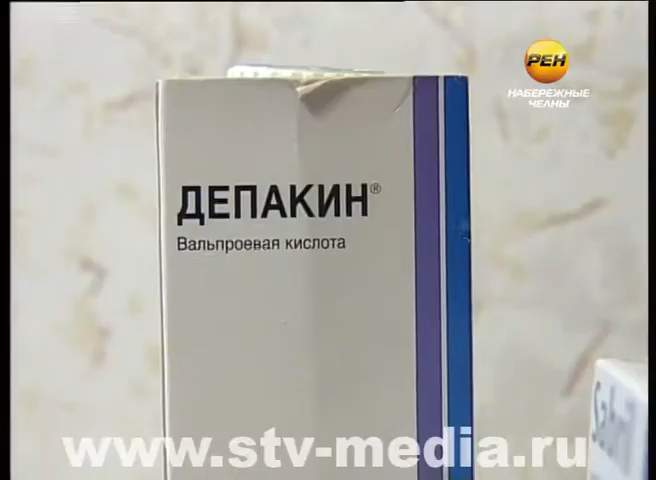 РЕН
НАБЕРЕЖНЫЕ
ЧЕЛНЫ
ДЕПАКИН®
Вальпроевая кислота
www.stv-media.ru